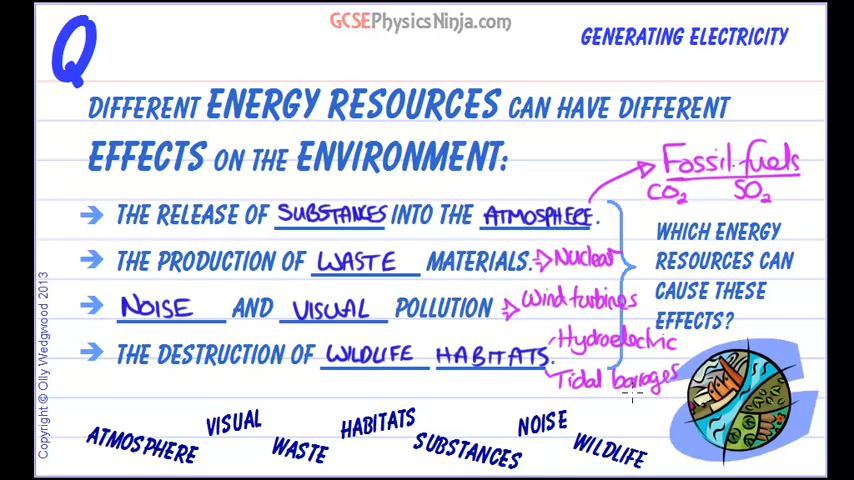 GCSEPhysicsNinja.com
GENERATING ELECTRICITY
Q
DIFFERENT ENERGY RESOURCES CAN HAVE DIFFERENT
EFFECTS ON THE ENVIRONMENT:
Fossil fuels
CO2 SO2
THE RELEASE OF SUBSTANCES INTO THE ATMOSPHERE.
THE PRODUCTION OF WASTE MATERIALS. Nuclear
NOISE AND VISUAL POLLUTION Wind turbines
THE DESTRUCTION OF WILDLIFE HABITATS. Hydroelectric
Tidal barrages
WHICH ENERGY
RESOURCES CAN
CAUSE THESE
EFFECTS?
ATMOSPHERE VISUAL WASTE HABITATS SUBSTANCES NOISE WILDLIFE
Copyright © Olly Wedgwood 2013